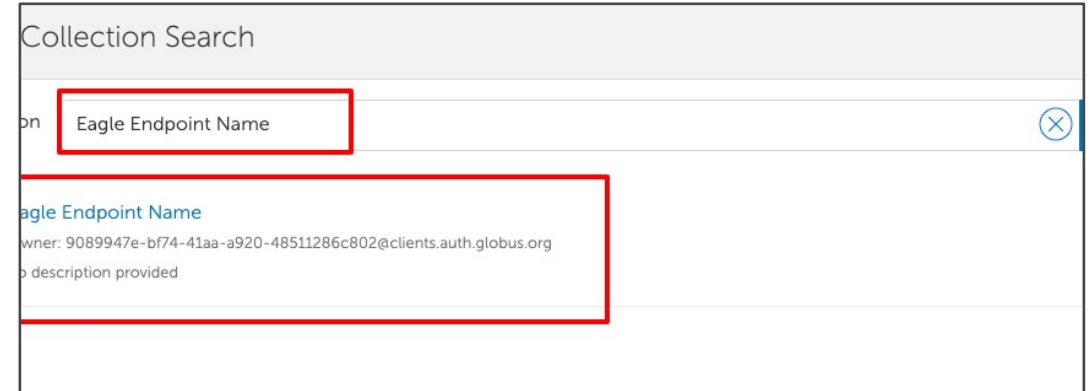 Collection Search
on Eagle Endpoint Name
agle Endpoint Name
wner: 9089947e-bf74-41aa-a920-48511286c802@clients.auth.globus.org
o description provided